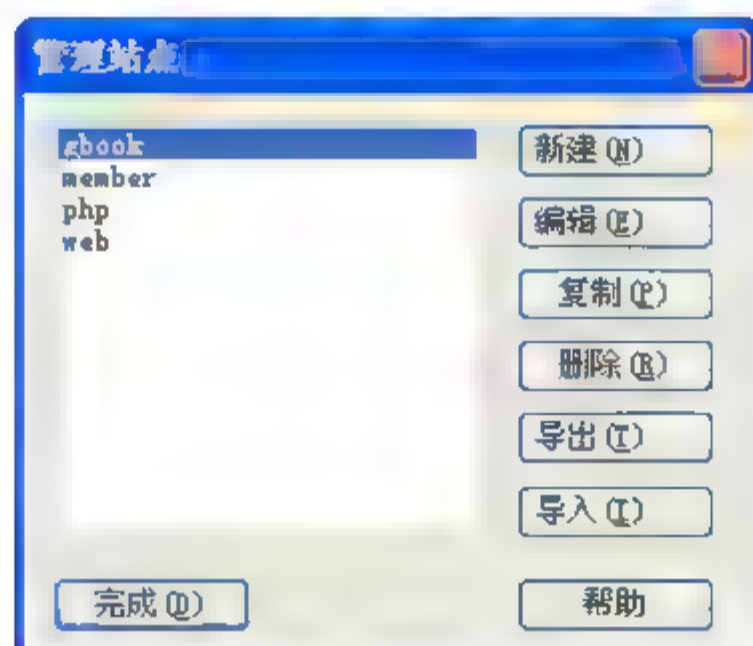 管理站点
gbook
member
php
web
新建(N)
编辑(E)
复制(P)
删除(R)
导出(T)
导入(I)
完成(D)
帮助